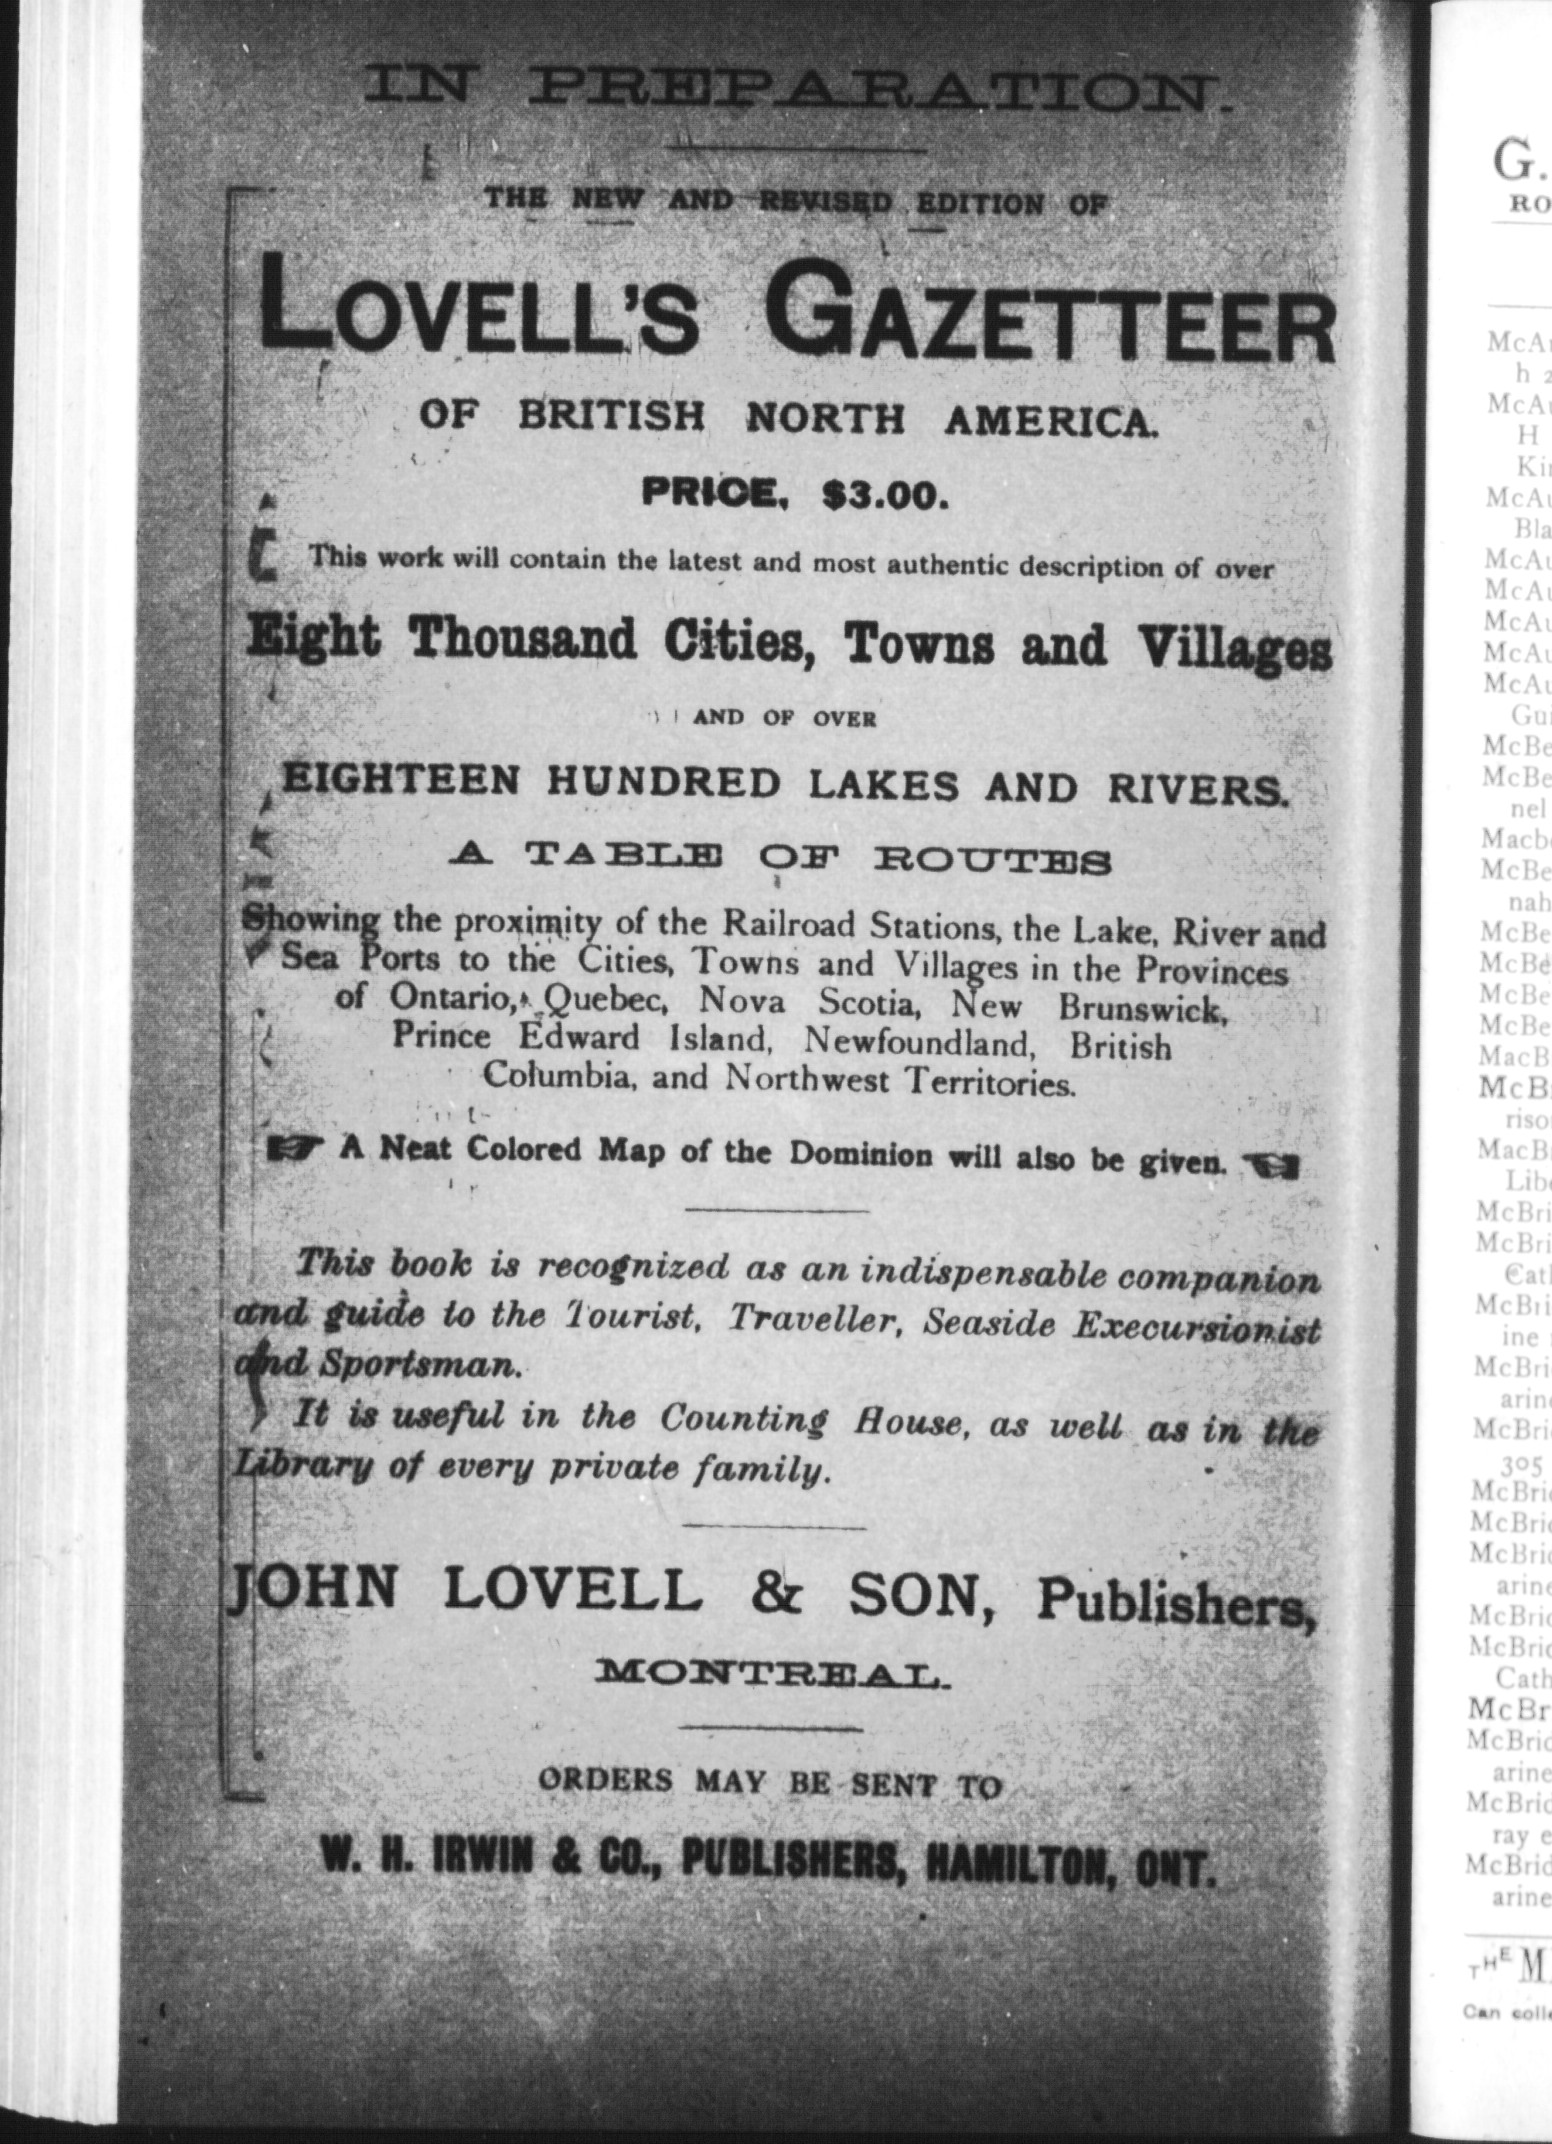 IN PREPARATION.
THE NEW AND REVISED EDITION OF
LOVELL'S GAZETTEER
OF BRITISH NORTH AMERICA.
PRICE, $3.00.
This work will contain the latest and most authentic description of over
Eight Thousand Cities, Towns and Villages
AND OF OVER
EIGHTEEN HUNDRED LAKES AND RIVERS.
A TABLE OF ROUTES
Showing the proximity of the Railroad Stations, the Lake, River and
Sea Ports to the Cities, Towns and Villages in the Provinces
of Ontario, Quebec, Nova Scotia, New Brunswick,
Prince Edward Island, Newfoundland, British
Columbia, and Northwest Territories.
☞ A Neat Colored Map of the Dominion will also be given. ☜
This book is recognized as an indispensable companion
and guide to the Tourist, Traveller, Seaside Execursionist
and Sportsman.
It is useful in the Counting House, as well as in the
Library of every private family.
JOHN LOVELL & SON, Publishers,
MONTREAL.
ORDERS MAY BE SENT TO
W. H. IRWIN & CO., PUBLISHERS, HAMILTON, ONT.
G.
RO
h 2
H
nel
305
THE
Can